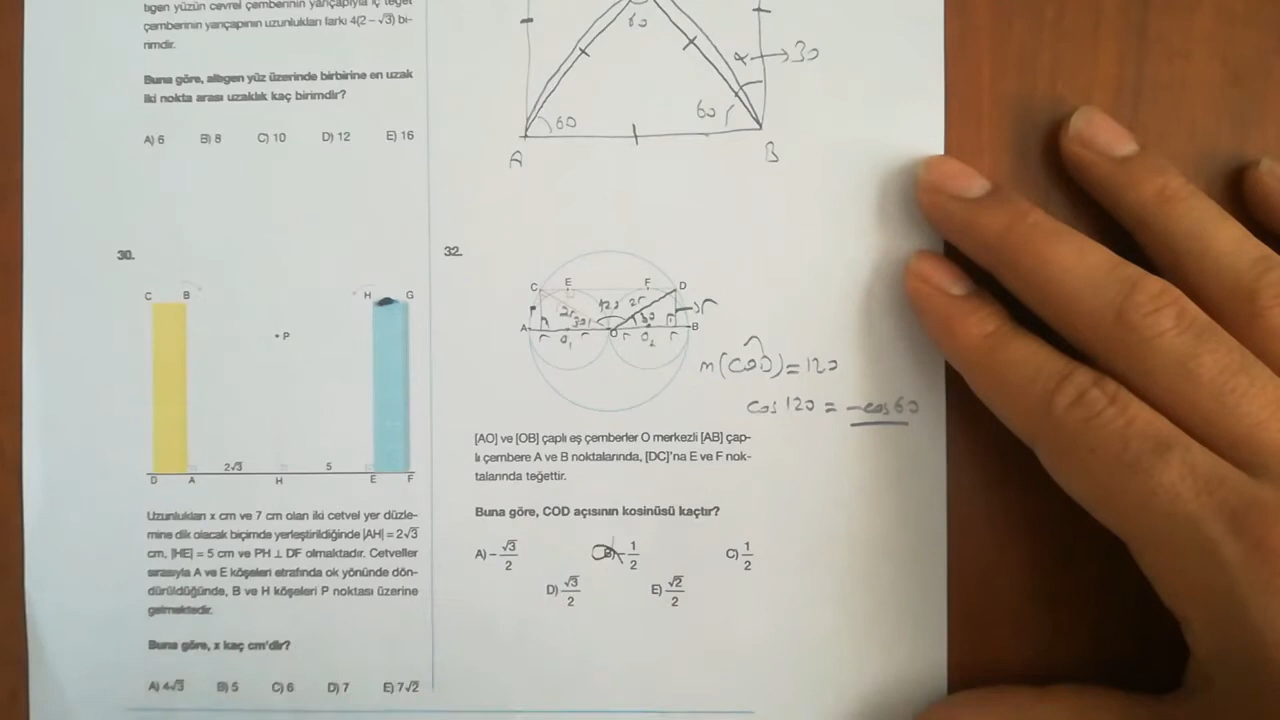 tigen yüzün çevrel çemberinin yarıçapıyla iç teğet
çemberinin yarıçapının uzunlukları farkı 4(2 – √3) bi-
rimdir.
Buna göre, altıgen yüz üzerinde birbirine en uzak
iki nokta arası uzaklık kaç birimdir?
A) 6 B) 8 C) 10 D) 12 E) 16
30.
C B H G
P
2√3 5
D A H E F
Uzunlukları x cm ve 7 cm olan iki cetvel yer düzle-
mine dik olacak biçimde yerleştirildiğinde |AH| = 2√3
cm, |HE| = 5 cm ve PH ⊥ DF olmaktadır. Cetveller
sırasıyla A ve E köşeleri etrafında ok yönünde dön-
dürüldüğünde, B ve H köşeleri P noktası üzerine
gelmektedir.
Buna göre, x kaç cm'dir?
A) 4√3 B) 5 C) 6 D) 7 E) 7√2
60
α → 30
60 60
A B
32.
C E F D
2r 120 2r → r
30 30
A O B
r O₁ r r O₂ r
m(COD) = 120
cos 120 = -cos 60
[AO] ve [OB] çaplı eş çemberler O merkezli [AB] çap-
lı çembere A ve B noktalarında, [DC]'na E ve F nok-
talarında teğettir.
Buna göre, COD açısının kosinüsü kaçtır?
A) –√3/2 B) –1/2 C) 1/2
D) √3/2 E) √2/2